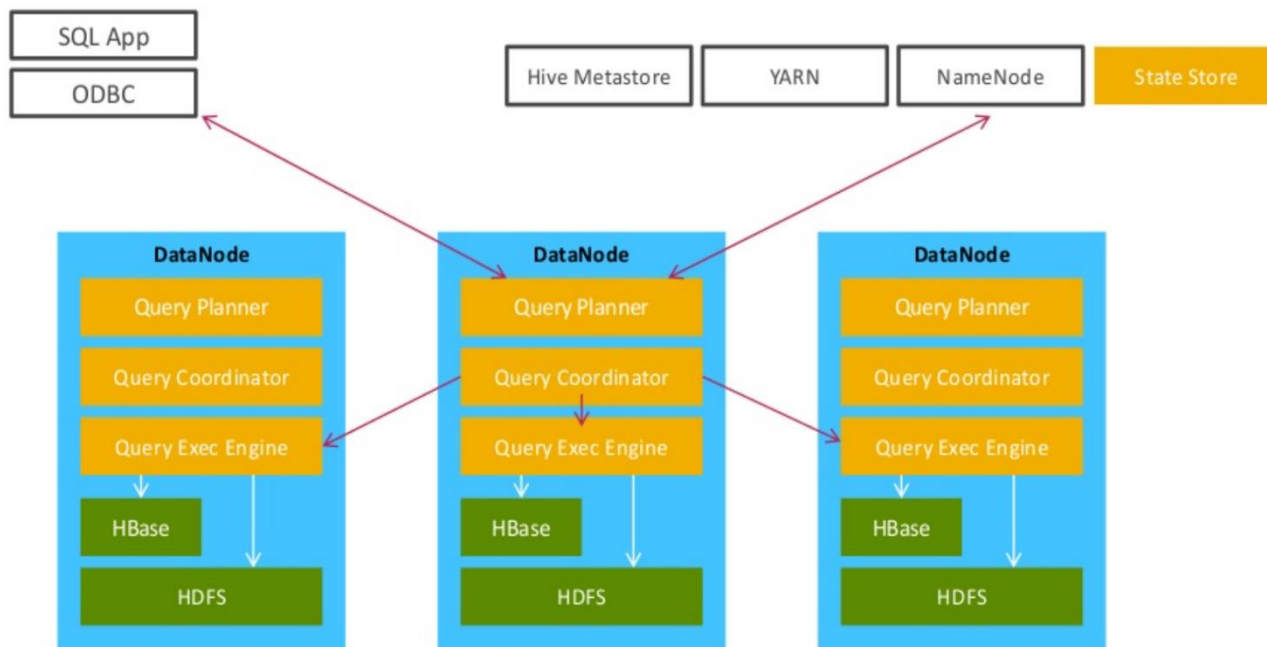 SQL App
ODBC
Hive Metastore
YARN
NameNode
State Store
DataNode
Query Planner
Query Coordinator
Query Exec Engine
HBase
HDFS
DataNode
Query Planner
Query Coordinator
Query Exec Engine
HBase
HDFS
DataNode
Query Planner
Query Coordinator
Query Exec Engine
HBase
HDFS